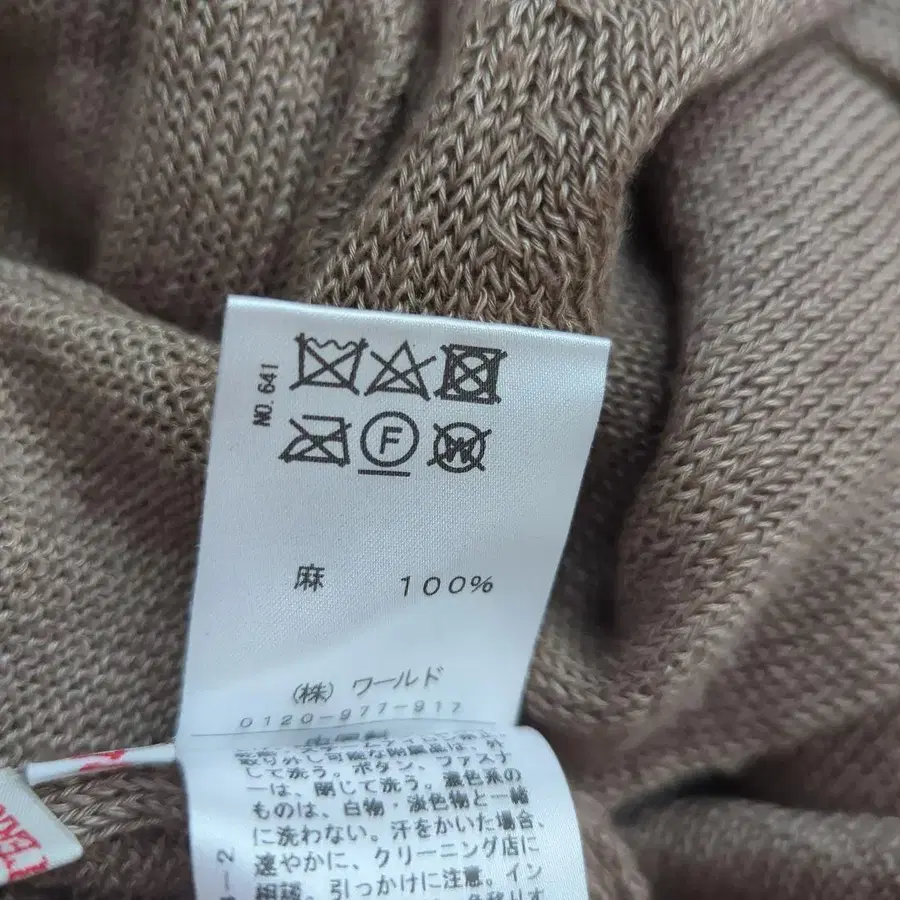 NO. 641
F
W
麻 100%
(株) ワールド
0120-977-917
取り外し可能な附属品は、外
して洗う。ボタン、ファスナ
ーは、閉じて洗う。濃色系の
ものは、白物・淡色物と一緒
に洗わない。汗をかいた場合、
速やかに、クリーニング店に
相談。引っかけに注意。イン